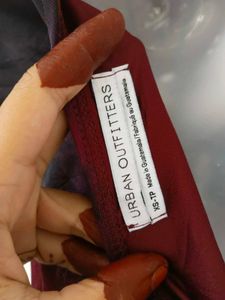 URBAN OUTFITTERS
XS-TP Made in Guatemala / Fabriqué au Guatemala